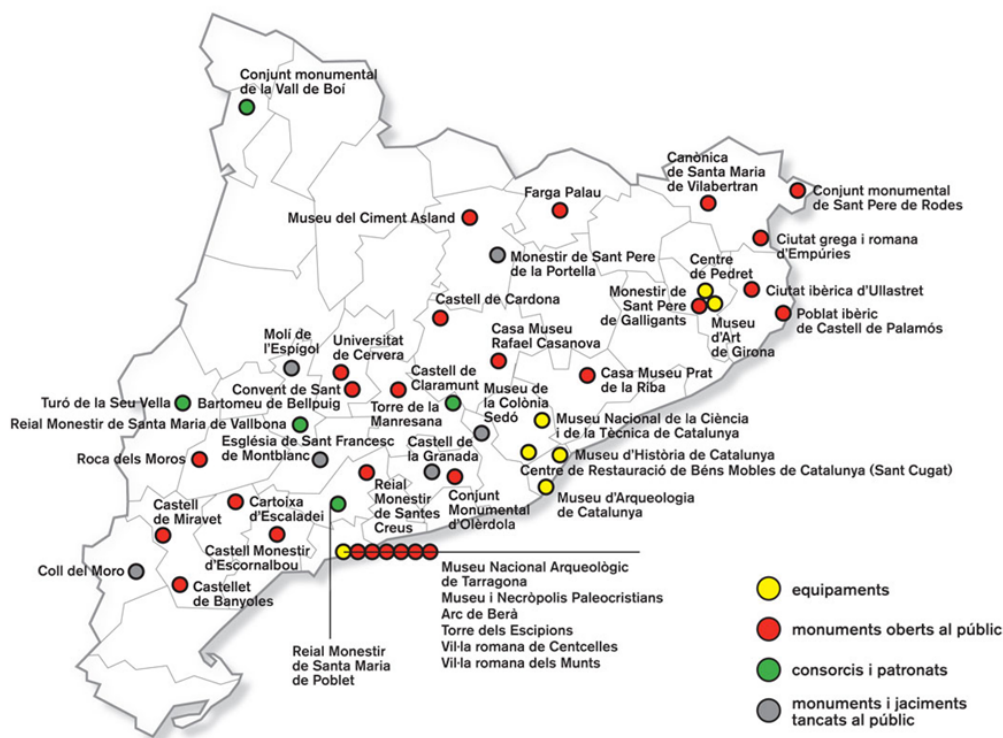 Conjunt monumental
de la Vall de Boí
Canònica
de Santa Maria
de Vilabertran
Farga Palau
Conjunt monumental
de Sant Pere de Rodes
Museu del Ciment Asland
Ciutat grega i romana
d'Empúries
Monestir de Sant Pere
de la Portella
Centre
de Pedret
Ciutat ibèrica d'Ullastret
Castell de Cardona
Monestir de
Sant Pere
de Galligants
Poblat ibèric
de Castell de Palamós
Museu
d'Art
de Girona
Molí de
l'Espígol
Universitat
de Cervera
Casa Museu
Rafael Casanova
Castell de
Claramunt
Casa Museu Prat
de la Riba
Convent de Sant
Bartomeu de Bellpuig
Museu de
la Colònia
Sedó
Turó de la Seu Vella
Torre de la
Manresana
Museu Nacional de la Ciència
i de la Tècnica de Catalunya
Reial Monestir de Santa Maria de Vallbona
Església de Sant Francesc
de Montblanc
Castell de
la Granada
Museu d'Història de Catalunya
Roca dels Moros
Centre de Restauració de Béns Mobles de Catalunya (Sant Cugat)
Reial
Monestir
de Santes
Creus
Conjunt
Monumental
d'Olèrdola
Museu d'Arqueologia
de Catalunya
Castell
de Miravet
Cartoixa
d'Escaladei
Castell Monestir
d'Escornalbou
Coll del Moro
Castellet
de Banyoles
Museu Nacional Arqueològic
de Tarragona
Museu i Necròpolis Paleocristians
Arc de Berà
Torre dels Escipions
Vil·la romana de Centcelles
Vil·la romana dels Munts
Reial Monestir
de Santa Maria
de Poblet
equipaments
monuments oberts al públic
consorcis i patronats
monuments i jaciments
tancats al públic